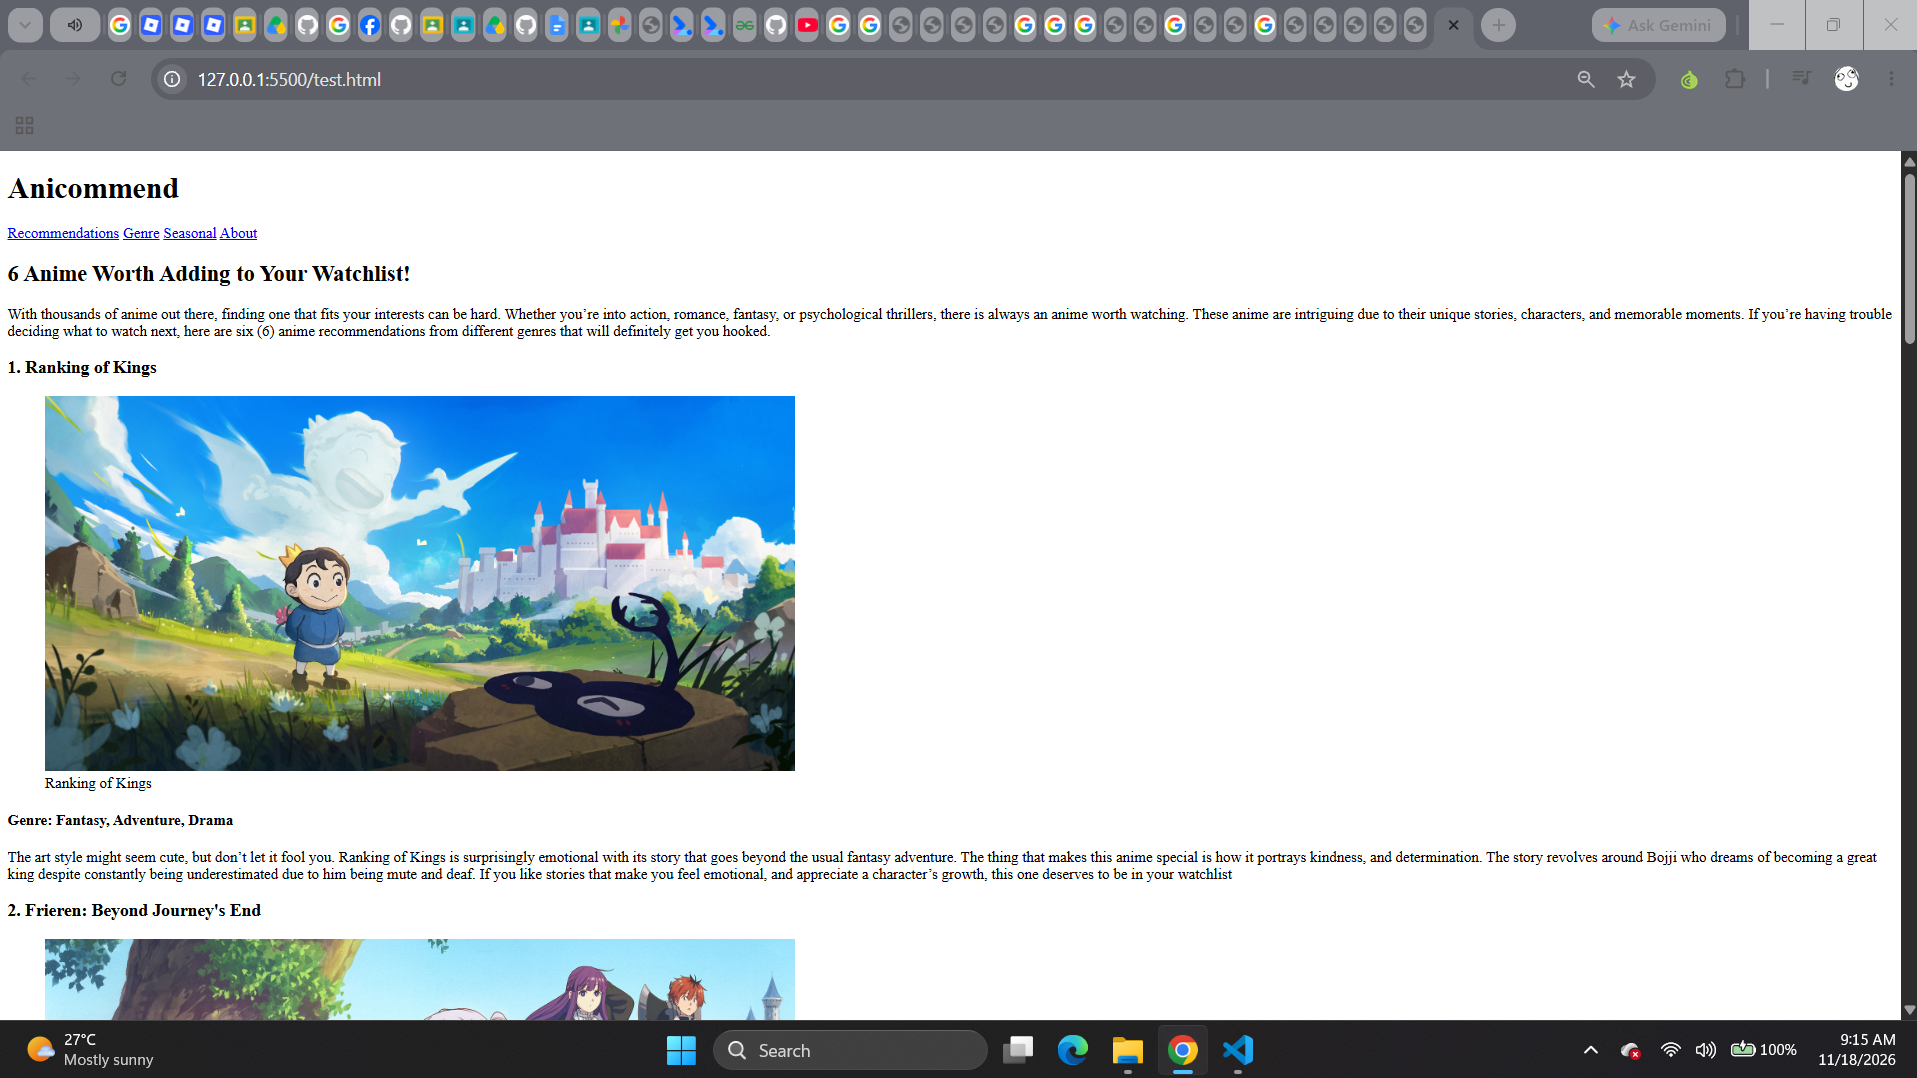 Ask Gemini
127.0.0.1:5500/test.html
Anicommend
Recommendations Genre Seasonal About
6 Anime Worth Adding to Your Watchlist!
With thousands of anime out there, finding one that fits your interests can be hard. Whether you’re into action, romance, fantasy, or psychological thrillers, there is always an anime worth watching. These anime are intriguing due to their unique stories, characters, and memorable moments. If you’re having trouble
deciding what to watch next, here are six (6) anime recommendations from different genres that will definitely get you hooked.
1. Ranking of Kings
Ranking of Kings
Genre: Fantasy, Adventure, Drama
The art style might seem cute, but don’t let it fool you. Ranking of Kings is surprisingly emotional with its story that goes beyond the usual fantasy adventure. The thing that makes this anime special is how it portrays kindness, and determination. The story revolves around Bojji who dreams of becoming a great
king despite constantly being underestimated due to him being mute and deaf. If you like stories that make you feel emotional, and appreciate a character’s growth, this one deserves to be in your watchlist
2. Frieren: Beyond Journey's End
27°C
Mostly sunny
Search
100%
9:15 AM
11/18/2026